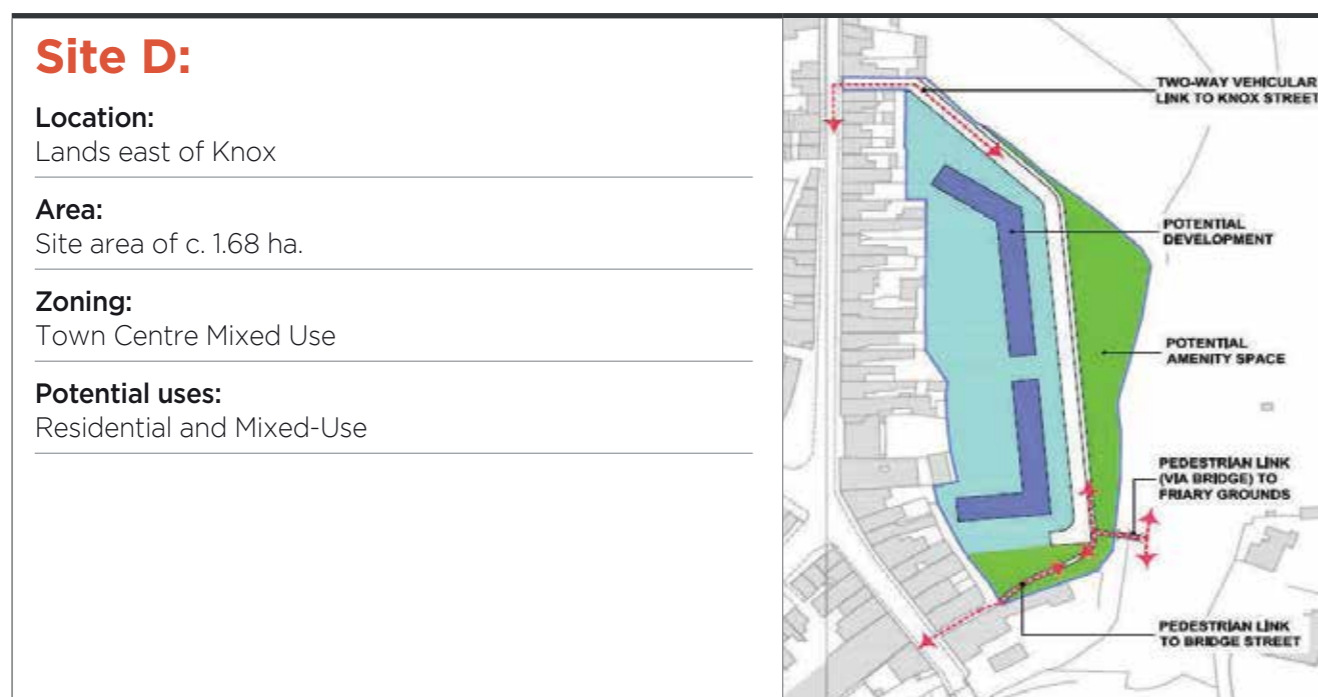 Site D:
Location:
Lands east of Knox
Area:
Site area of c. 1.68 ha.
Zoning:
Town Centre Mixed Use
Potential uses:
Residential and Mixed-Use
TWO-WAY VEHICULAR
LINK TO KNOX STREET
POTENTIAL
DEVELOPMENT
POTENTIAL
AMENITY SPACE
PEDESTRIAN LINK
(VIA BRIDGE) TO
FRIARY GROUNDS
PEDESTRIAN LINK
TO BRIDGE STREET